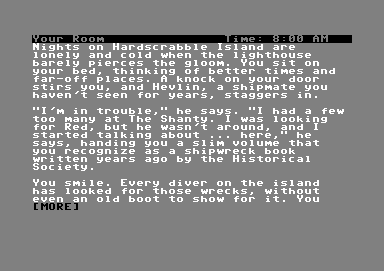 Your Room Time: 8:00 AM
Nights on Hardscrabble Island are
lonely and cold when the lighthouse
barely pierces the gloom. You sit on
your bed, thinking of better times and
far-off places. A knock on your door
stirs you, and Hevlin, a shipmate you
haven't seen for years, staggers in.
"I'm in trouble," he says. "I had a few
too many at The Shanty. I was looking
for Red, but he wasn't around, and I
started talking about ... here," he
says, handing you a slim volume that
you recognize as a shipwreck book
written years ago by the Historical
Society.
You smile. Every diver on the island
has looked for those wrecks, without
even an old boot to show for it. You
[MORE]